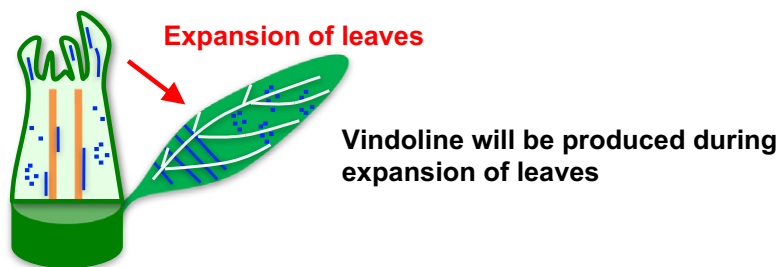 Expansion of leaves
Vindoline will be produced during
expansion of leaves